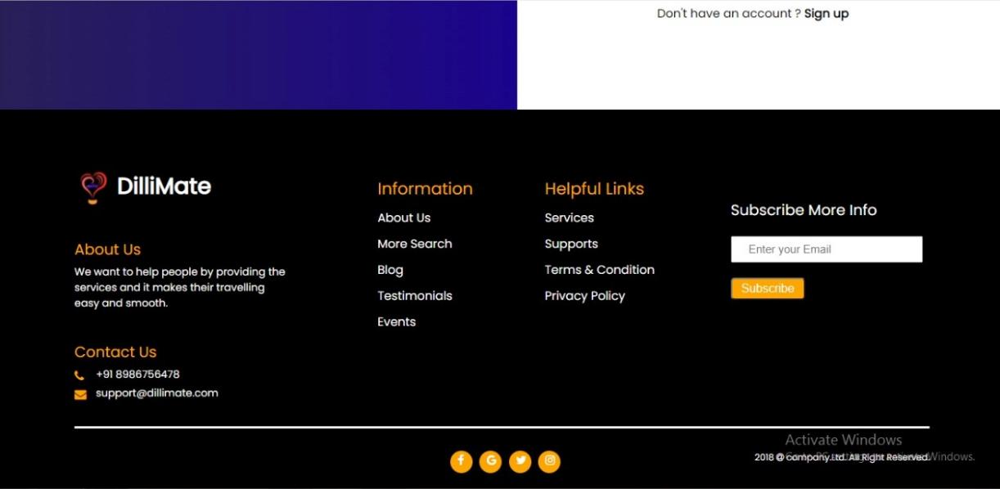 Don't have an account ? Sign up
DilliMate
About Us
We want to help people by providing the
services and it makes their travelling
easy and smooth.
Contact Us
+91 8986756478
support@dillimate.com
Information
About Us
More Search
Blog
Testimonials
Events
Helpful Links
Services
Supports
Terms & Condition
Privacy Policy
Subscribe More Info
Enter your Email
Subscribe
Activate Windows
2018 @ company.Ltd. All Right Reserved.
Windows.